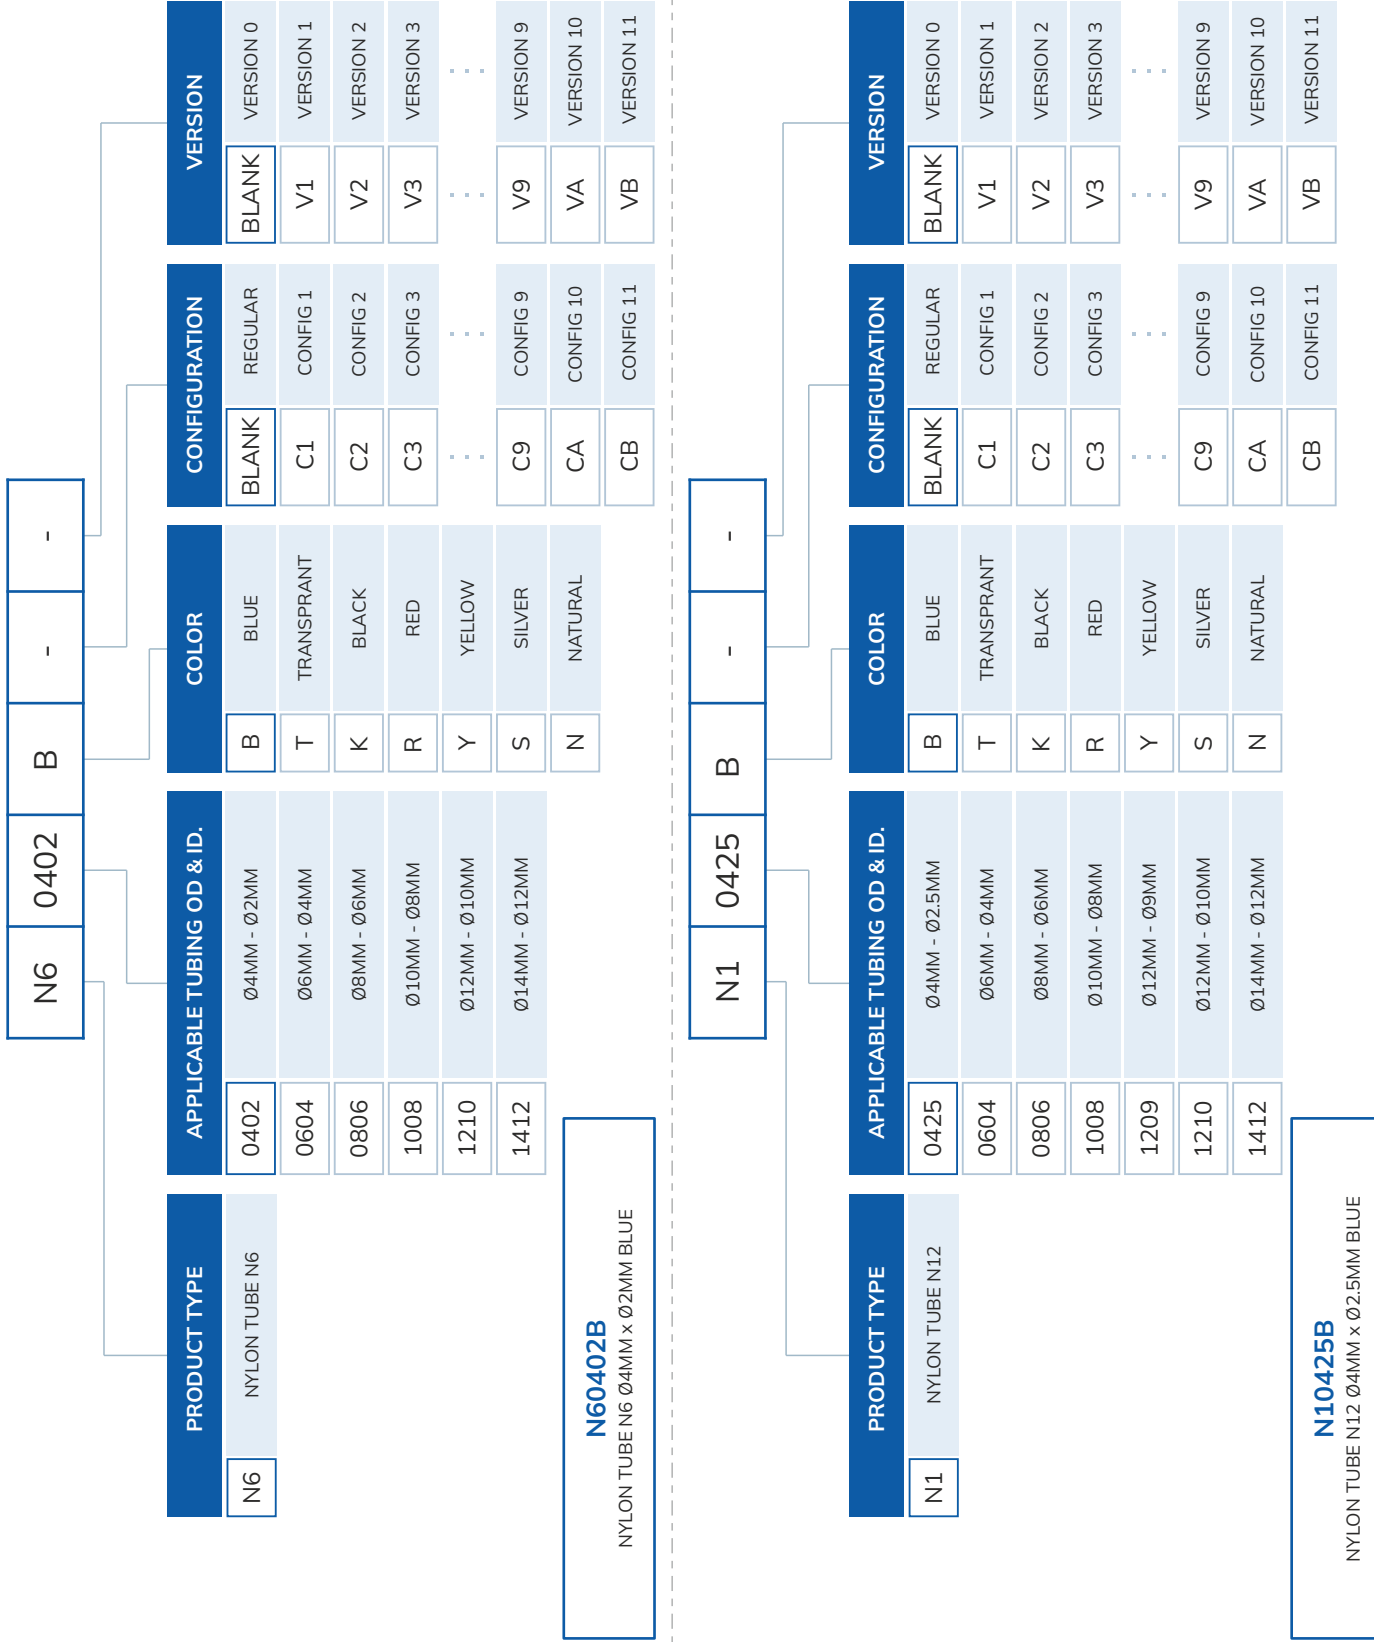 N6 0402 B - -
PRODUCT TYPE
N6 NYLON TUBE N6
APPLICABLE TUBING OD & ID.
0402 Ø4MM - Ø2MM
0604 Ø6MM - Ø4MM
0806 Ø8MM - Ø6MM
1008 Ø10MM - Ø8MM
1210 Ø12MM - Ø10MM
1412 Ø14MM - Ø12MM
COLOR
B BLUE
T TRANSPRANT
K BLACK
R RED
Y YELLOW
S SILVER
N NATURAL
CONFIGURATION
BLANK REGULAR
C1 CONFIG 1
C2 CONFIG 2
C3 CONFIG 3
... ...
C9 CONFIG 9
CA CONFIG 10
CB CONFIG 11
VERSION
BLANK VERSION 0
V1 VERSION 1
V2 VERSION 2
V3 VERSION 3
... ...
V9 VERSION 9
VA VERSION 10
VB VERSION 11
N60402B
NYLON TUBE N6 Ø4MM x Ø2MM BLUE
N1 0425 B - -
PRODUCT TYPE
N1 NYLON TUBE N12
APPLICABLE TUBING OD & ID.
0425 Ø4MM - Ø2.5MM
0604 Ø6MM - Ø4MM
0806 Ø8MM - Ø6MM
1008 Ø10MM - Ø8MM
1209 Ø12MM - Ø9MM
1210 Ø12MM - Ø10MM
1412 Ø14MM - Ø12MM
COLOR
B BLUE
T TRANSPRANT
K BLACK
R RED
Y YELLOW
S SILVER
N NATURAL
CONFIGURATION
BLANK REGULAR
C1 CONFIG 1
C2 CONFIG 2
C3 CONFIG 3
... ...
C9 CONFIG 9
CA CONFIG 10
CB CONFIG 11
VERSION
BLANK VERSION 0
V1 VERSION 1
V2 VERSION 2
V3 VERSION 3
... ...
V9 VERSION 9
VA VERSION 10
VB VERSION 11
N10425B
NYLON TUBE N12 Ø4MM x Ø2.5MM BLUE